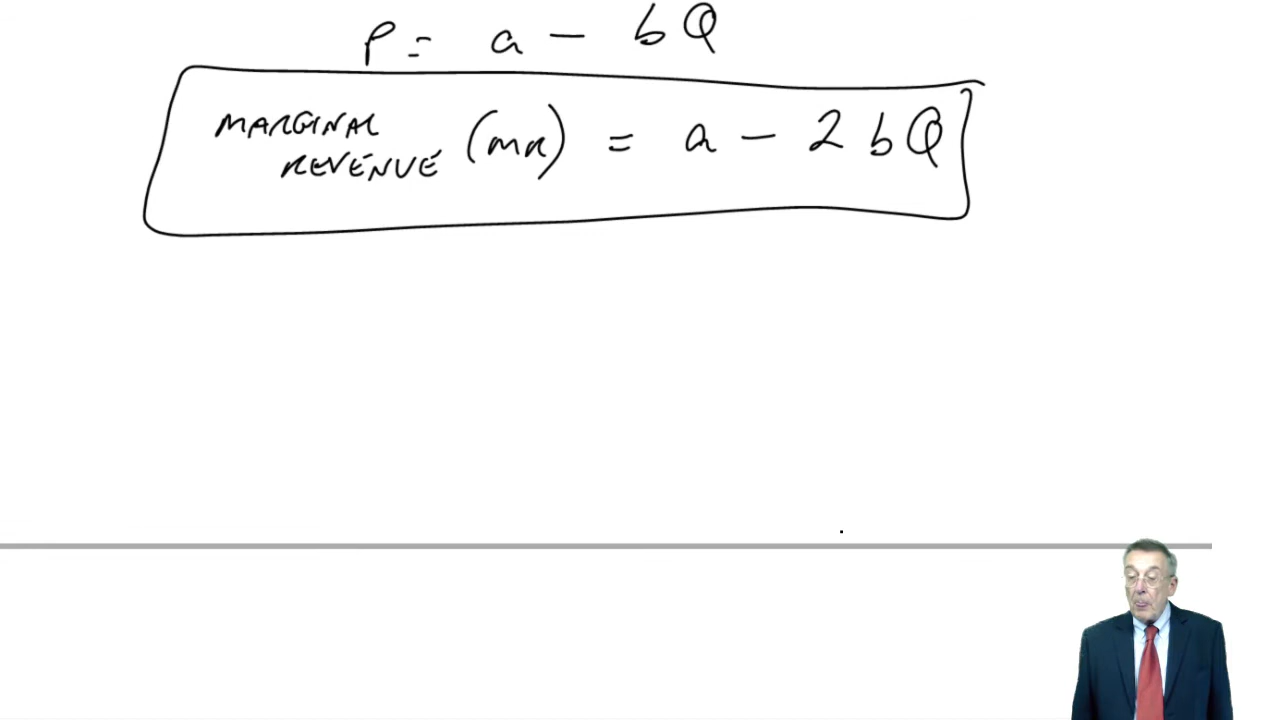 P = a - bQ
MARGINAL REVENUE (MR) = a - 2bQ